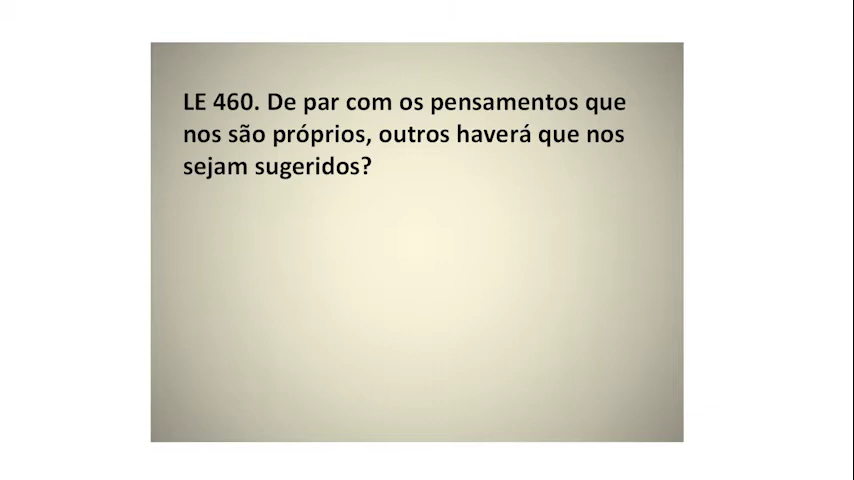 LE 460. De par com os pensamentos que
nos são próprios, outros haverá que nos
sejam sugeridos?